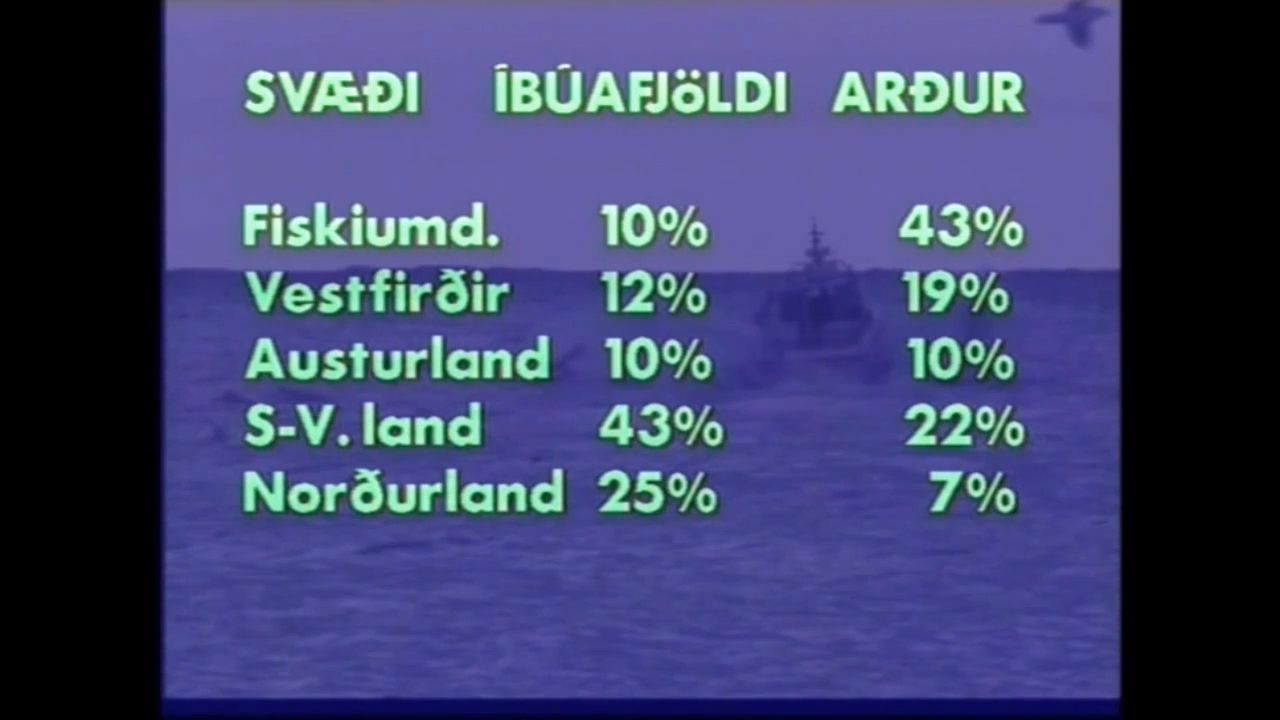 SVÆÐI ÍBÚAFJöLDI ARÐUR
Fiskiumd. 10% 43%
Vestfirðir 12% 19%
Austurland 10% 10%
S-V. land 43% 22%
Norðurland 25% 7%